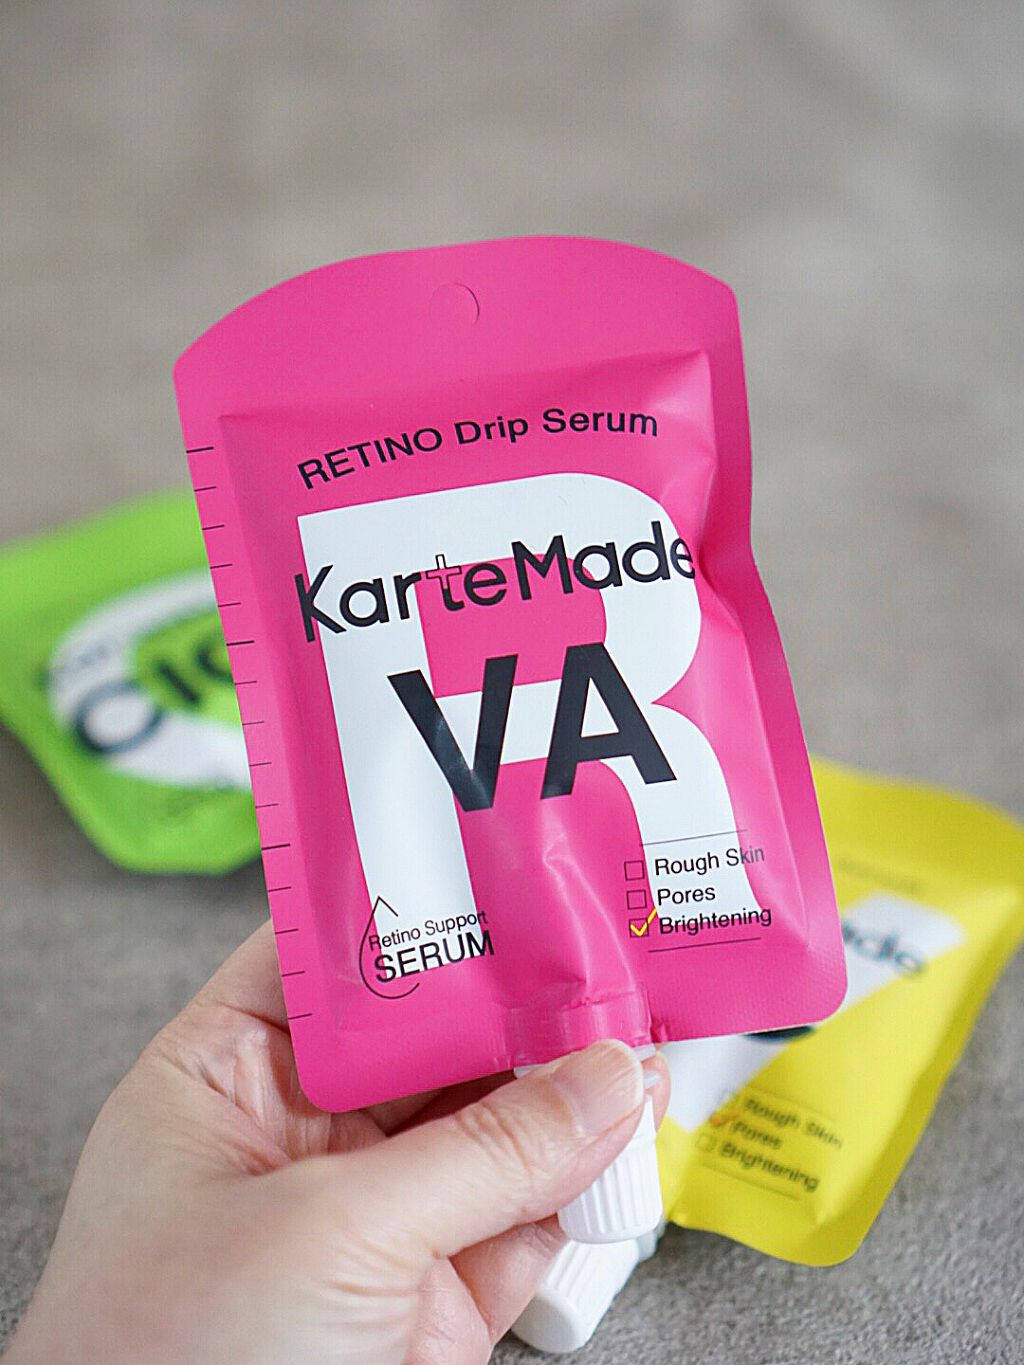 RETINO Drip Serum
KarteMade
VA
Rough Skin
Pores
Brightening
Retino Support
SERUM
Rough Skin
Pores
Brightening